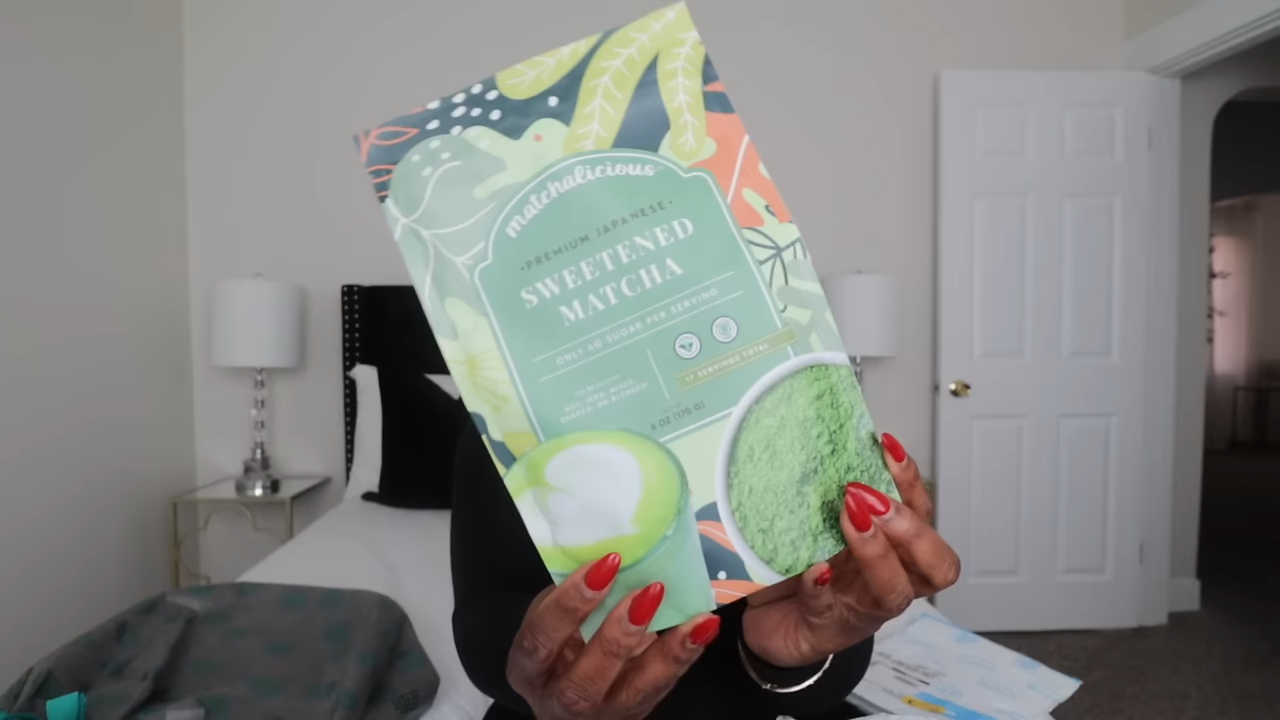 matchalicious
•PREMIUM JAPANESE•
SWEETENED
MATCHA
ONLY 6G SUGAR PER SERVING
17 SERVINGS TOTAL
HOT, ICED, MIXED,
SHAKEN, OR BLENDED
6 OZ (170 G)